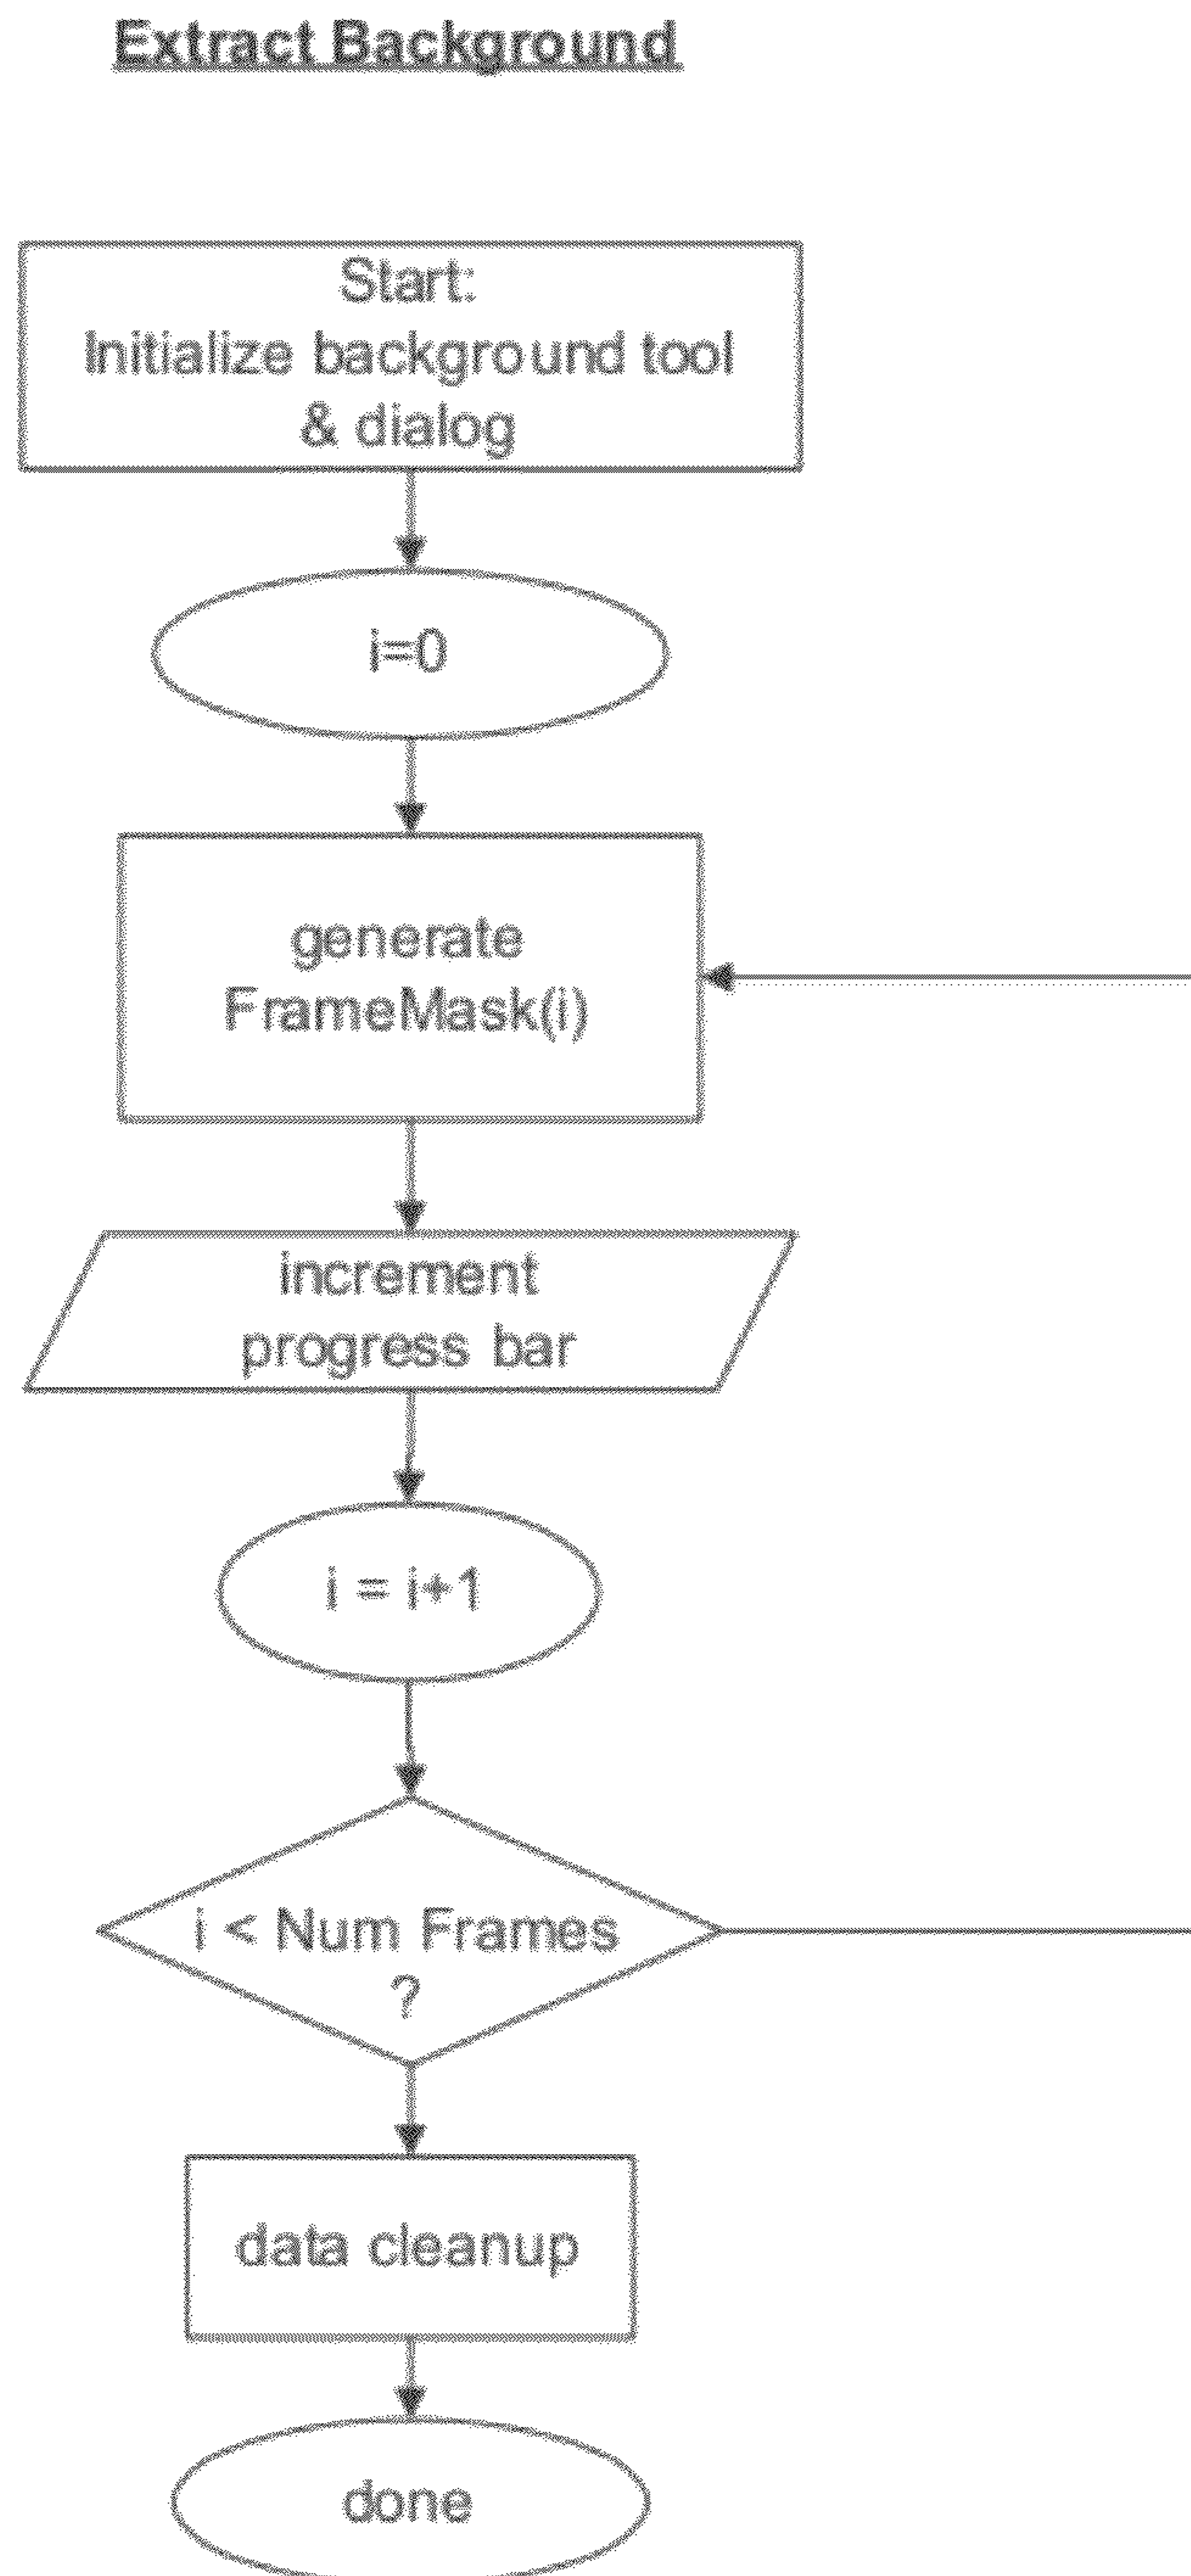 Extract Background
Start:
Initialize background tool
& dialog
i=0
generate
FrameMask(i)
increment
progress bar
i = i+1
i < Num Frames
?
data cleanup
done